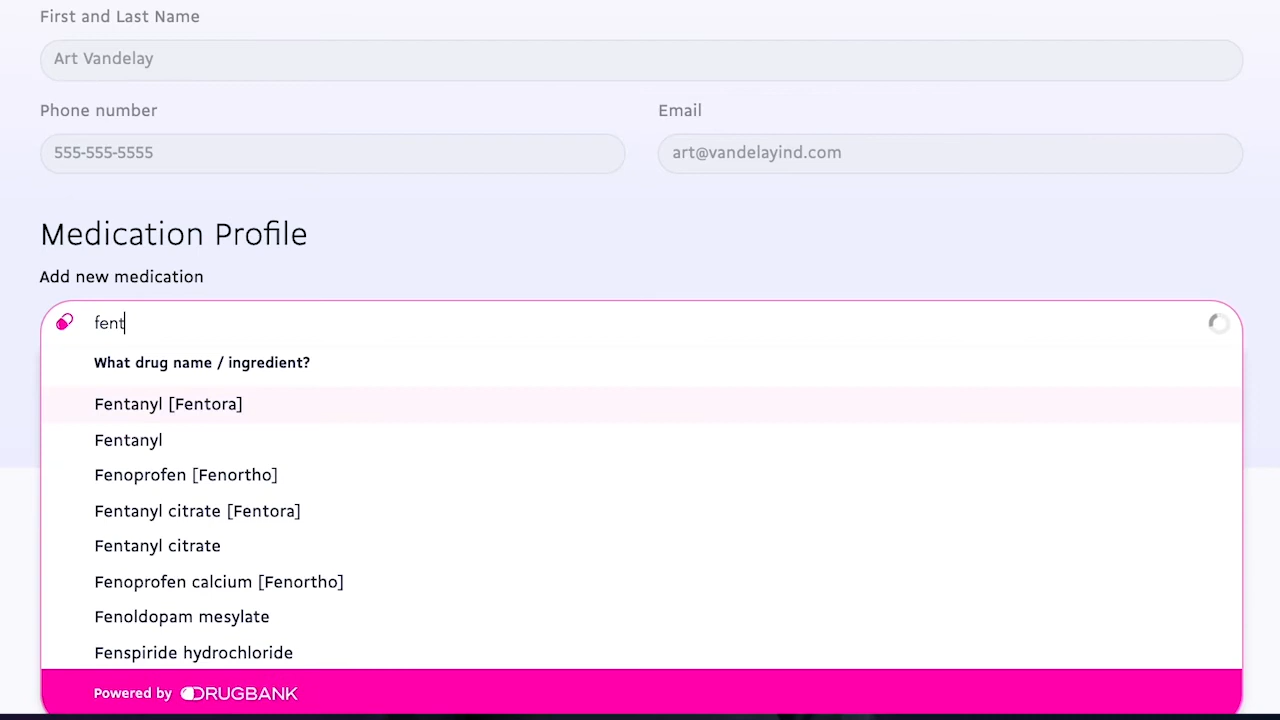 First and Last Name
Art Vandelay
Phone number Email
555-555-5555 art@vandelayind.com
Medication Profile
Add new medication
fent
What drug name / ingredient?
Fentanyl [Fentora]
Fentanyl
Fenoprofen [Fenortho]
Fentanyl citrate [Fentora]
Fentanyl citrate
Fenoprofen calcium [Fenortho]
Fenoldopam mesylate
Fenspiride hydrochloride
Powered by DRUGBANK